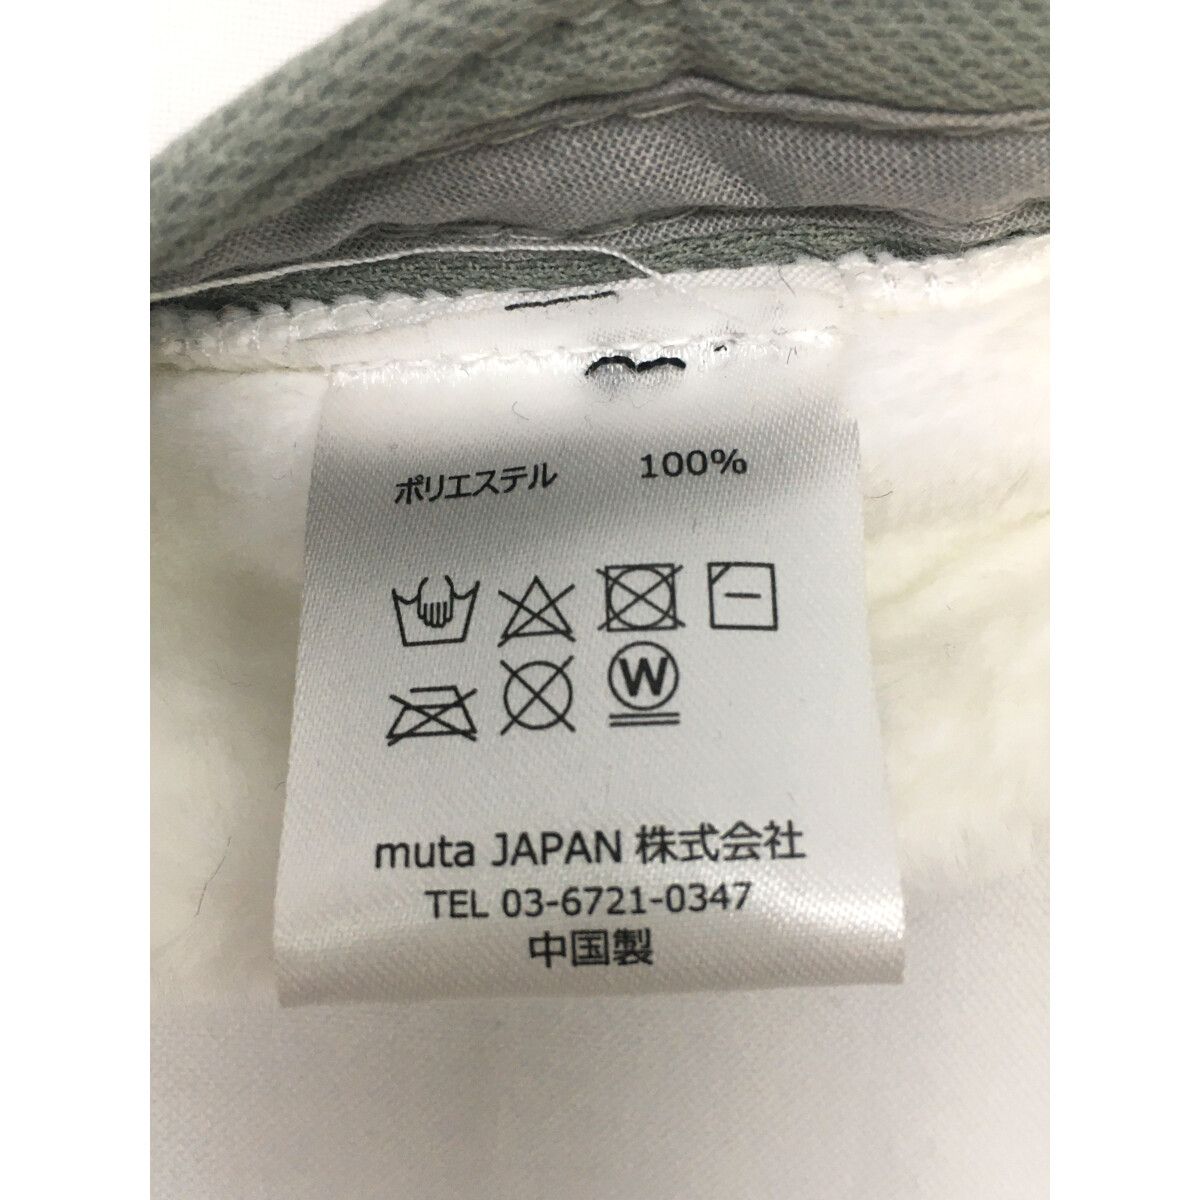 ポリエステル 100%
W
muta JAPAN 株式会社
TEL 03-6721-0347
中国製